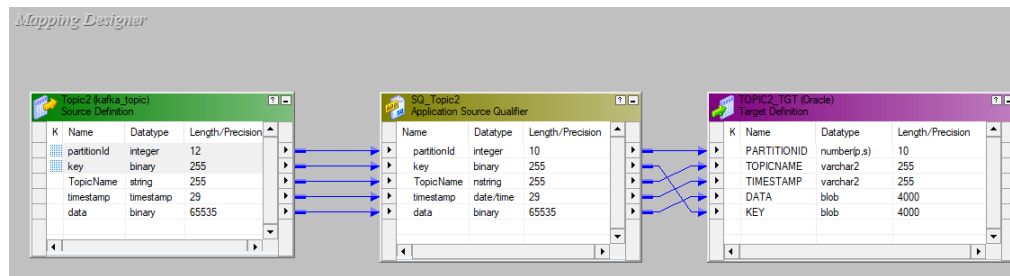 Mapping Designer
Topic2 (kafka_topic)
Source Definition
K Name Datatype Length/Precision
partitionId integer 12
key binary 255
TopicName string 255
timestamp timestamp 29
data binary 65535
SQ_Topic2
Application Source Qualifier
Name Datatype Length/Precision
partitionId integer 10
key binary 255
TopicName nstring 255
timestamp date/time 29
data binary 65535
TOPIC2_TGT (Oracle)
Target Definition
K Name Datatype Length/Precision
PARTITIONID number(p,s) 10
TOPICNAME varchar2 255
TIMESTAMP varchar2 255
DATA blob 4000
KEY blob 4000